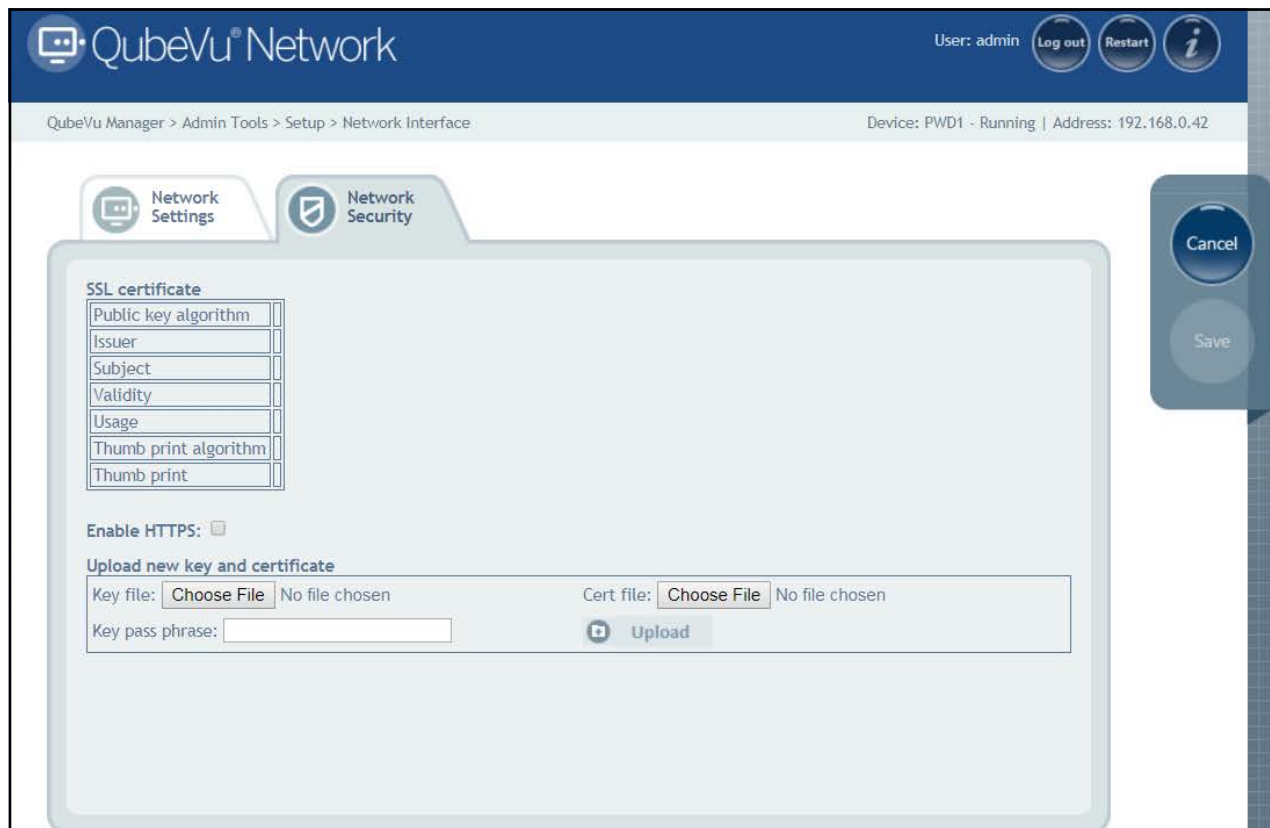 QubeVu® Network
User: admin
Log out
Restart
i
QubeVu Manager > Admin Tools > Setup > Network Interface
Device: PWD1 - Running | Address: 192.168.0.42
Network
Settings
Network
Security
Cancel
Save
SSL certificate
Public key algorithm
Issuer
Subject
Validity
Usage
Thumb print algorithm
Thumb print
Enable HTTPS:
Upload new key and certificate
Key file: Choose File No file chosen Cert file: Choose File No file chosen
Key pass phrase: Upload